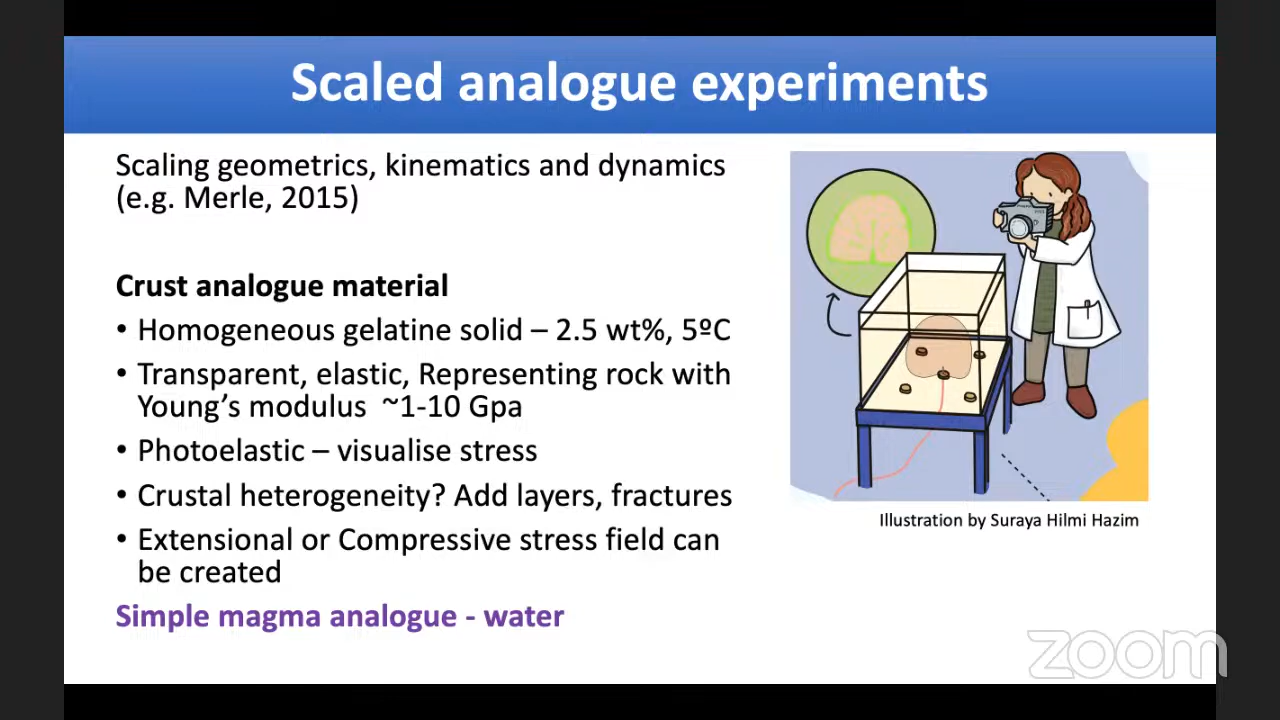 Scaled analogue experiments
Scaling geometrics, kinematics and dynamics
(e.g. Merle, 2015)
Crust analogue material
• Homogeneous gelatine solid – 2.5 wt%, 5ºC
• Transparent, elastic, Representing rock with
Young's modulus ~1-10 Gpa
• Photoelastic – visualise stress
• Crustal heterogeneity? Add layers, fractures
• Extensional or Compressive stress field can
be created
Simple magma analogue - water
Illustration by Suraya Hilmi Hazim
zoom